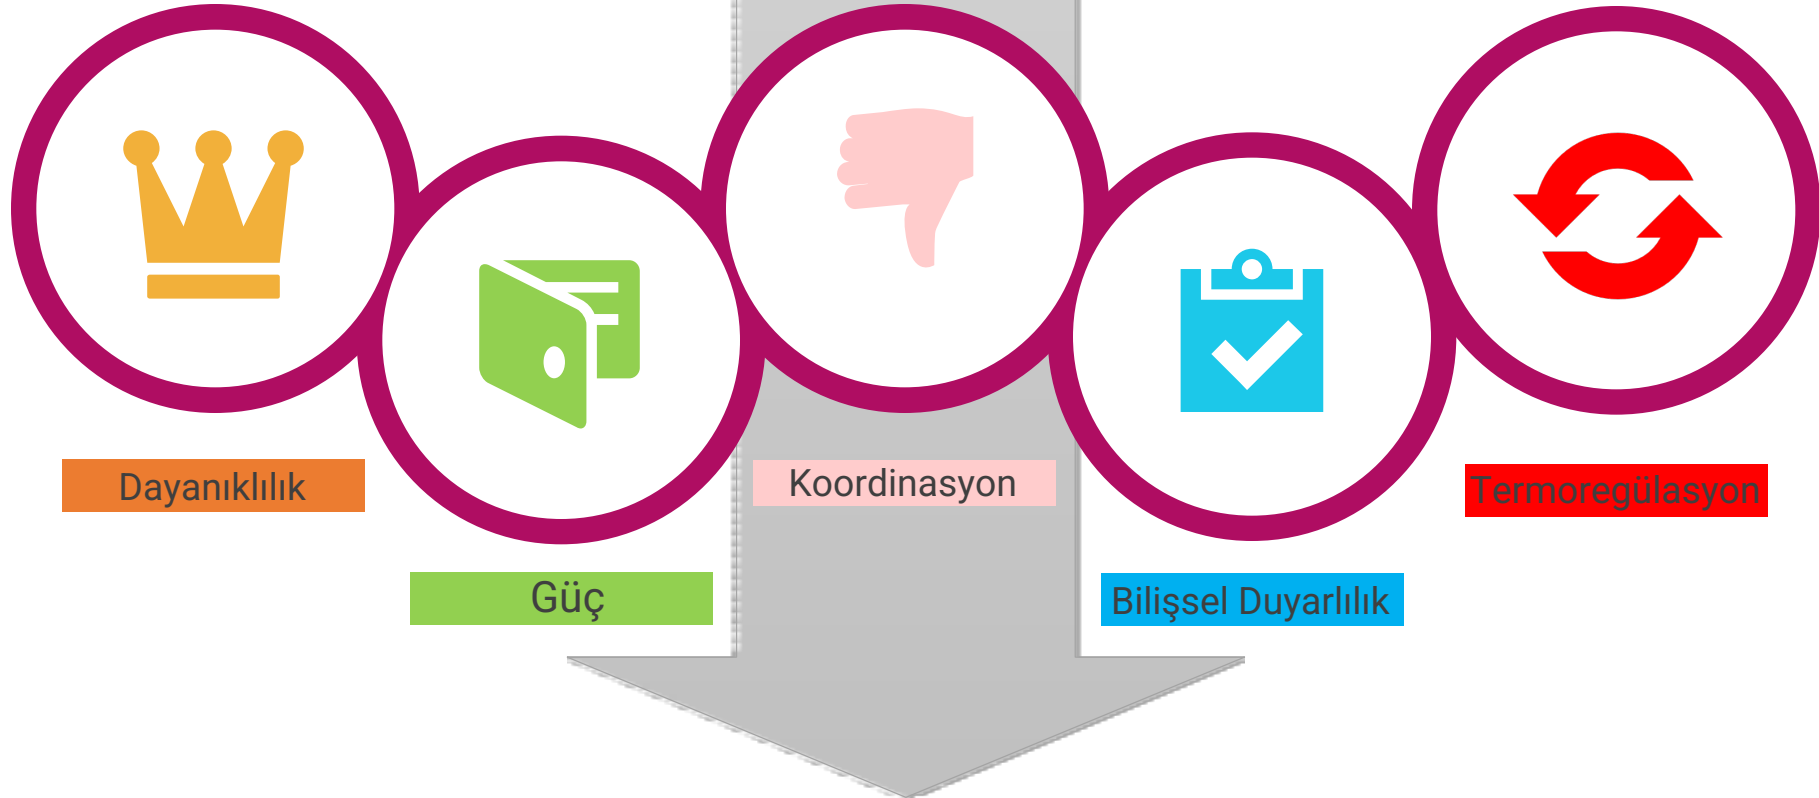 Dayanıklılık
Güç
Koordinasyon
Bilişsel Duyarlılık
Termoregülasyon